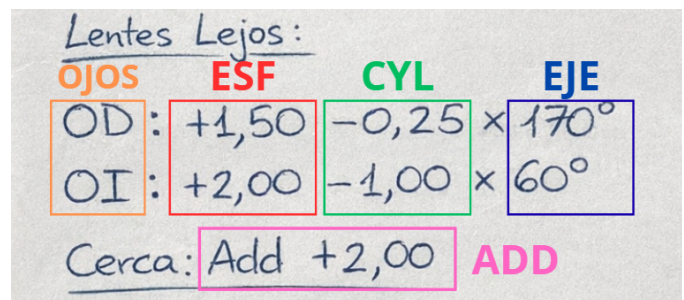 Lentes Lejos:
OJOS ESF CYL EJE
OD: +1,50 -0,25 × 170°
OI: +2,00 -1,00 × 60°
Cerca: Add +2,00 ADD